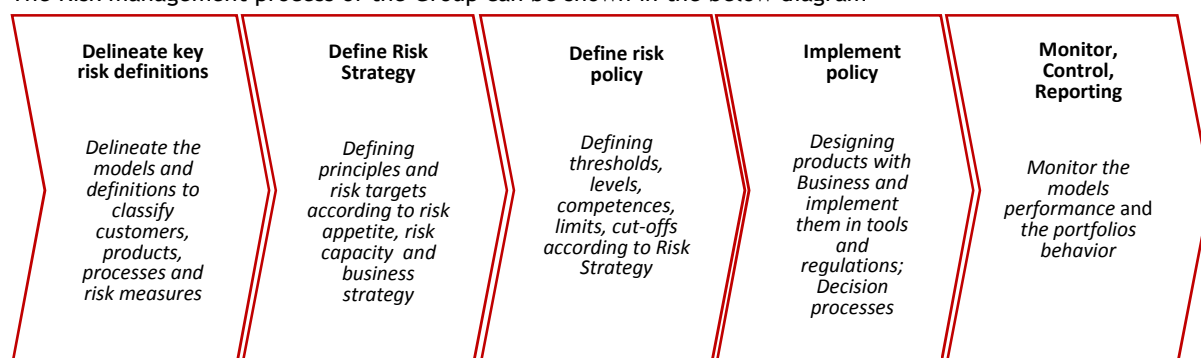 The Risk management process of the Group can be shown in the below diagram
Delineate key
risk definitions
Delineate the
models and
definitions to
classify
customers,
products,
processes and
risk measures
Define Risk
Strategy
Defining
principles and
risk targets
according to risk
appetite, risk
capacity and
business
strategy
Define risk
policy
Defining
thresholds,
levels,
competences,
limits, cut-offs
according to Risk
Strategy
Implement
policy
Designing
products with
Business and
implement
them in tools
and
regulations;
Decision
processes
Monitor,
Control,
Reporting
Monitor the
models
performance and
the portfolios
behavior